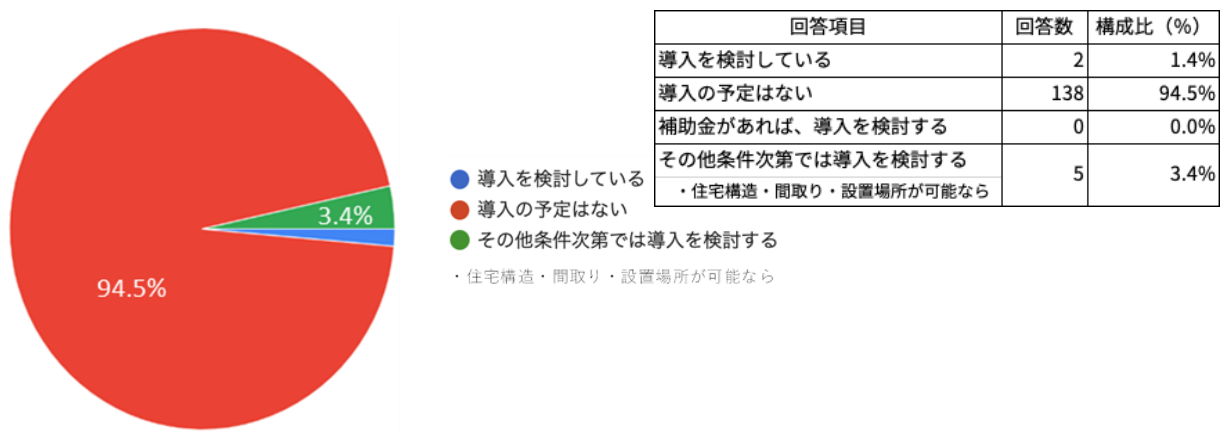 94.5%
3.4%
導入を検討している
導入の予定はない
その他条件次第では導入を検討する
・住宅構造・間取り・設置場所が可能なら
回答項目 回答数 構成比（%）
導入を検討している 2 1.4%
導入の予定はない 138 94.5%
補助金があれば、導入を検討する 0 0.0%
その他条件次第では導入を検討する 5 3.4%
・住宅構造・間取り・設置場所が可能なら